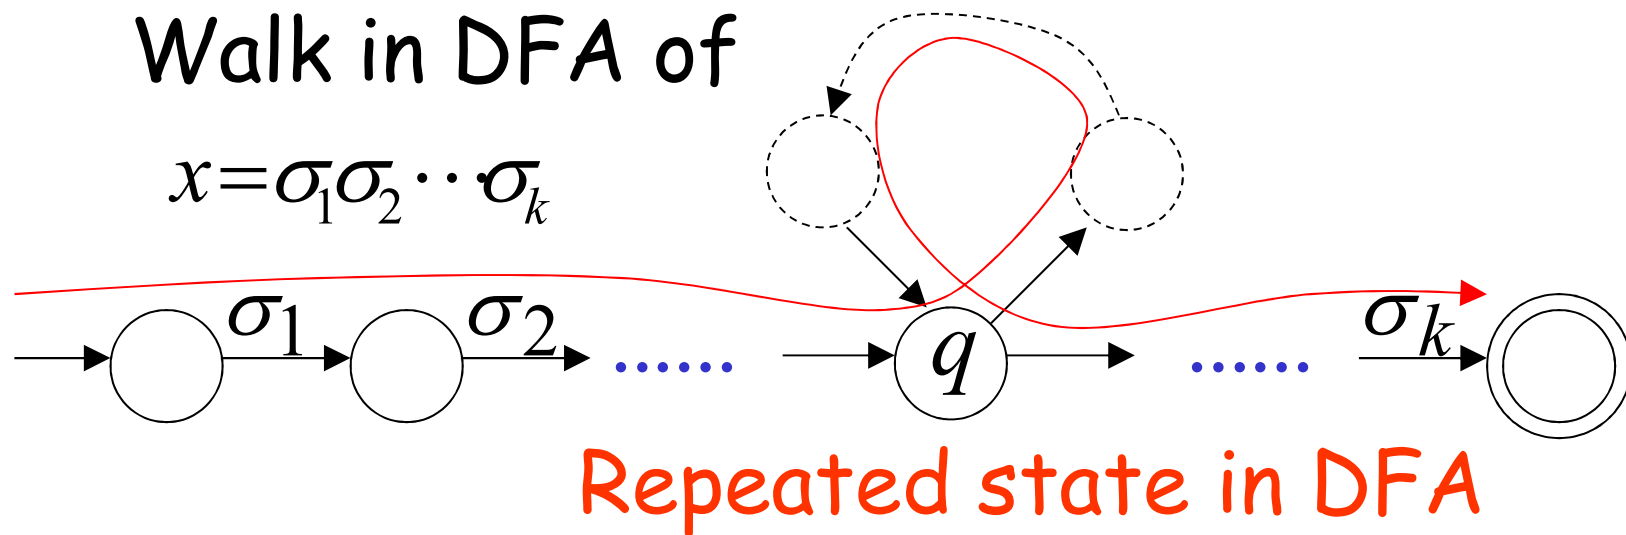 Walk in DFA of
x=σ₁σ₂⋯σₖ
σ₁ σ₂ ...... q ...... σₖ
Repeated state in DFA